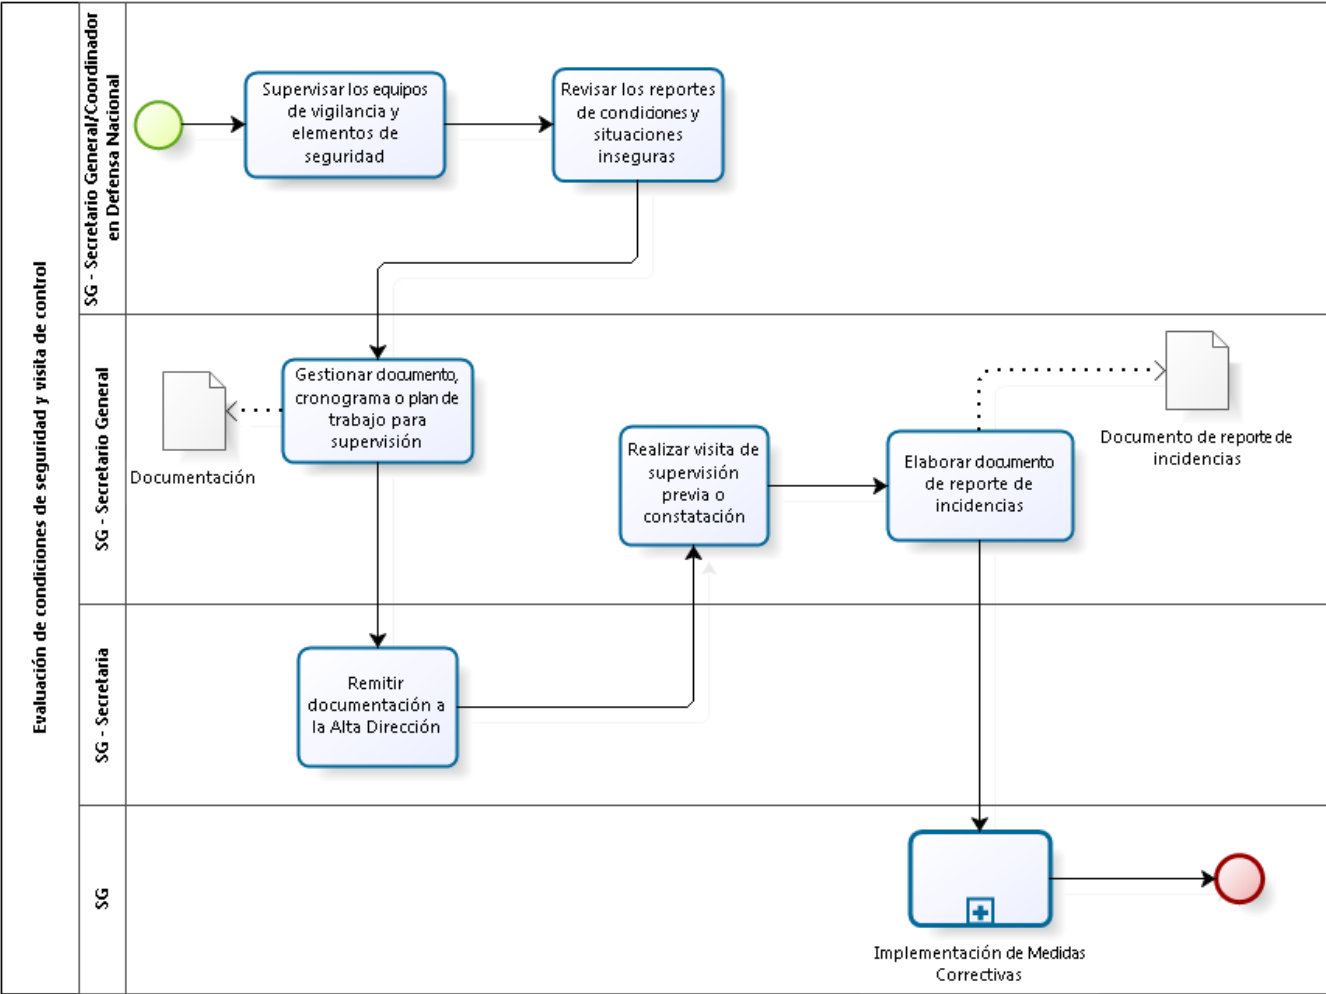 Evaluación de condiciones de seguridad y visita de control
SG - Secretario General/Coordinador
en Defensa Nacional
Supervisar los equipos
de vigilancia y
elementos de
seguridad
Revisar los reportes
de condiciones y
situaciones
inseguras
SG - Secretario General
Gestionar documento,
cronograma o plan de
trabajo para
supervisión
Documentación
Realizar visita de
supervisión
previa o
constatación
Elaborar documento
de reporte de
incidencias
Documento de reporte de
incidencias
SG - Secretaria
Remitir
documentación a
la Alta Dirección
SG
Implementación de Medidas
Correctivas